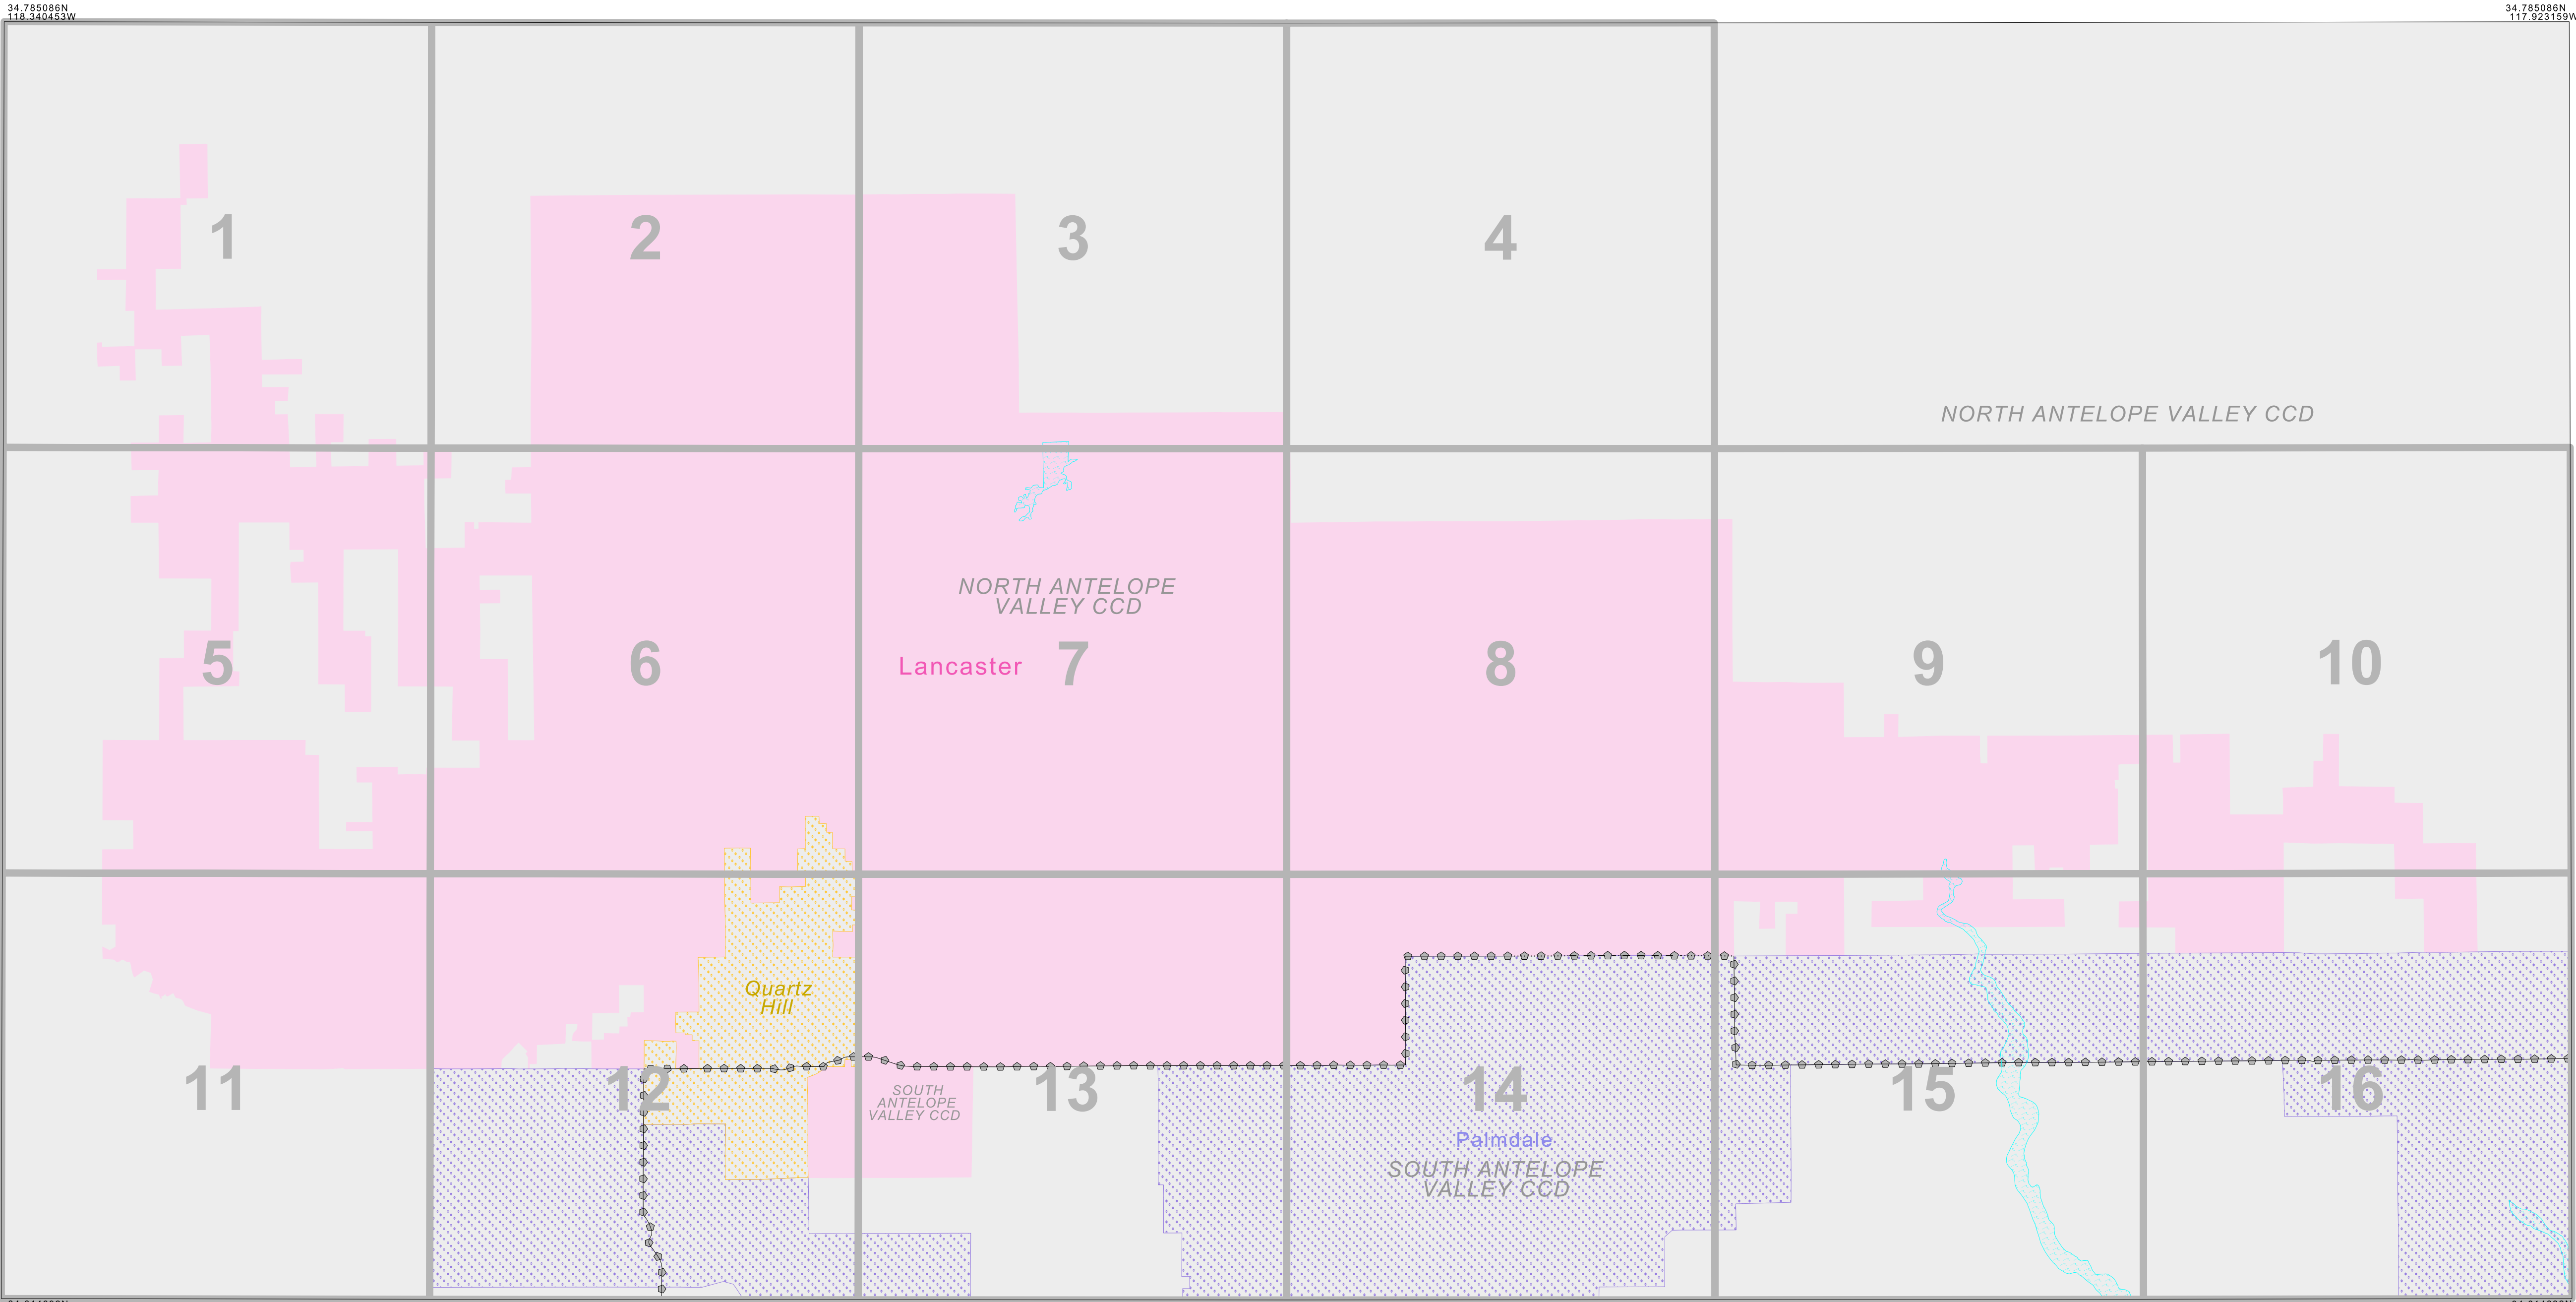 34.785086N
118.340453W
34.785086N
117.923159W
1
2
3
4
NORTH ANTELOPE VALLEY CCD
NORTH ANTELOPE
VALLEY CCD
Lancaster
5
6
7
8
9
10
Quartz
Hill
11
12
SOUTH
ANTELOPE
VALLEY CCD
13
14
15
16
Palmdale
SOUTH ANTELOPE
VALLEY CCD